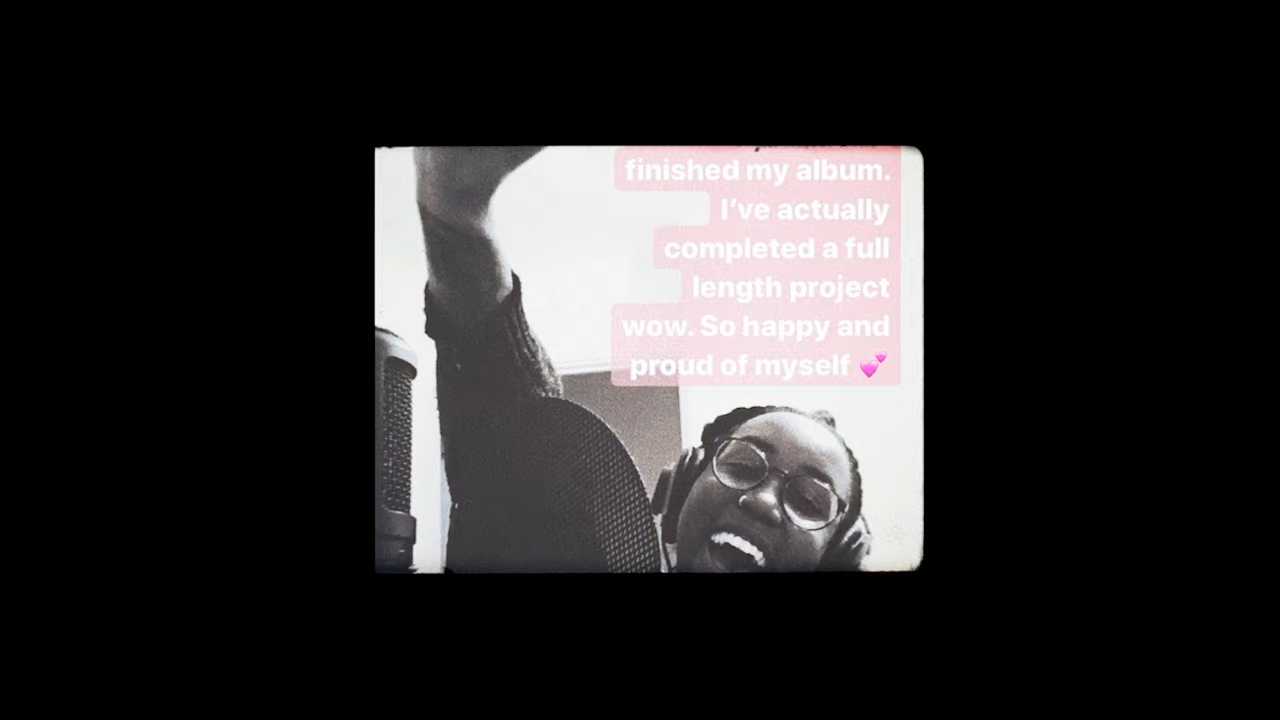 finished my album.
I’ve actually
completed a full
length project
wow. So happy and
proud of myself 💕